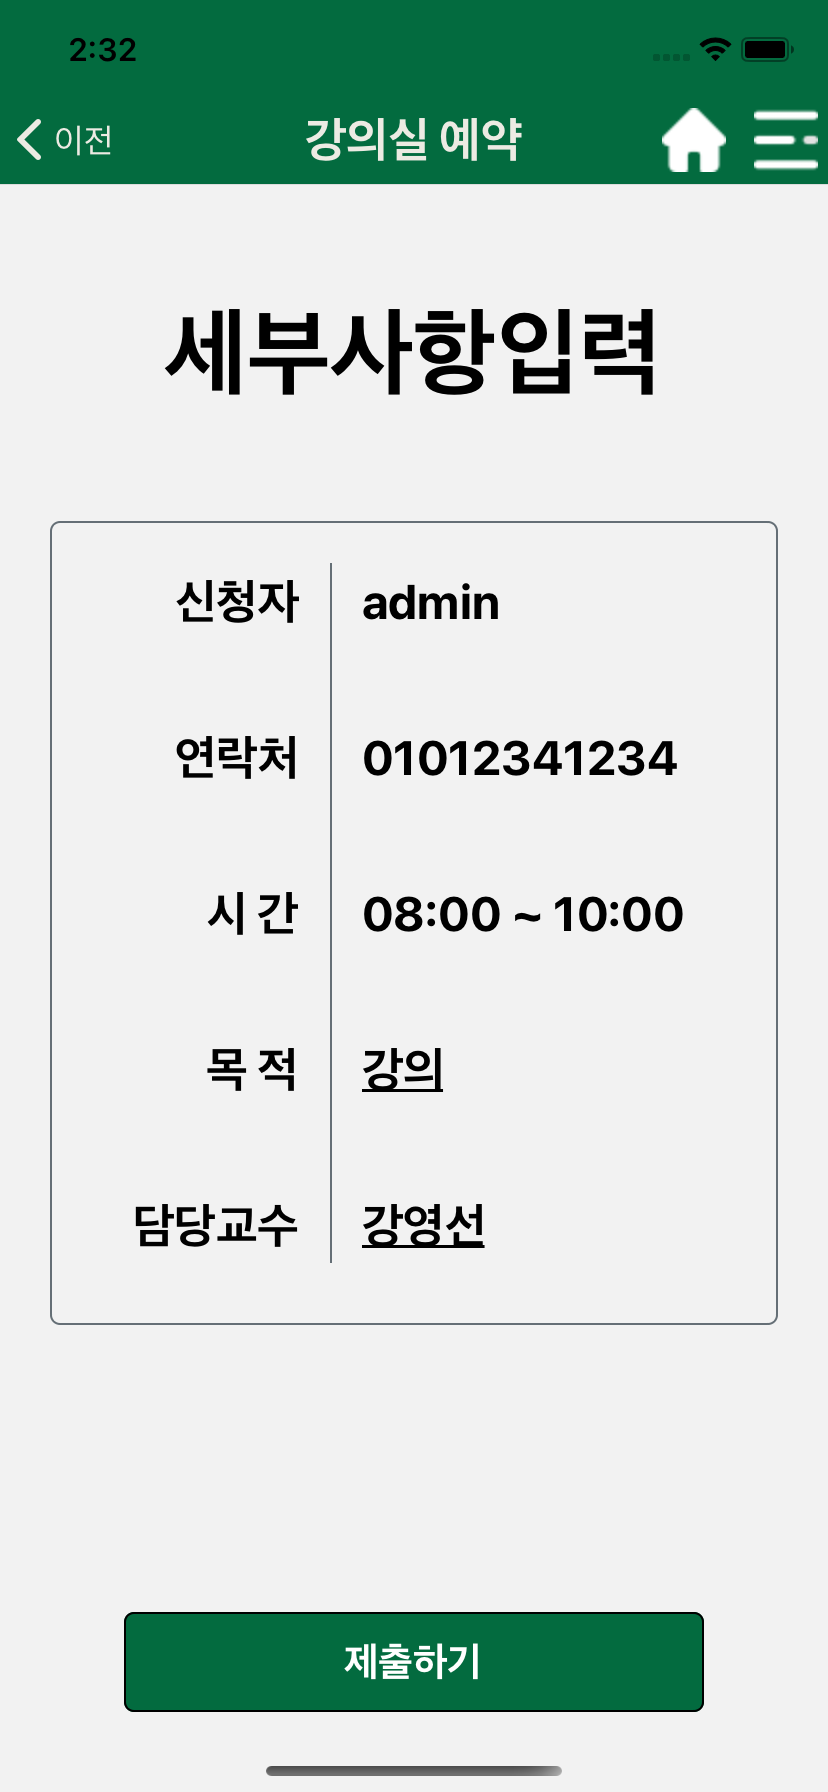 2:32
이전 강의실 예약
세부사항입력
신청자 admin
연락처 01012341234
시 간 08:00 ~ 10:00
목 적 강의
담당교수 강영선
제출하기